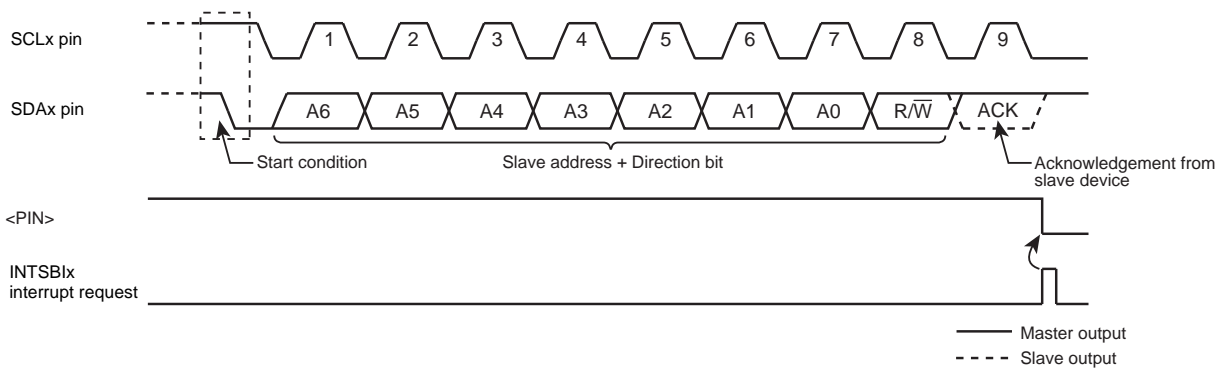 SCLx pin
1 2 3 4 5 6 7 8 9
SDAx pin
A6 A5 A4 A3 A2 A1 A0 R/W̅ ACK
Start condition
Slave address + Direction bit
Acknowledgement from
slave device
<PIN>
INTSBIx
interrupt request
Master output
Slave output